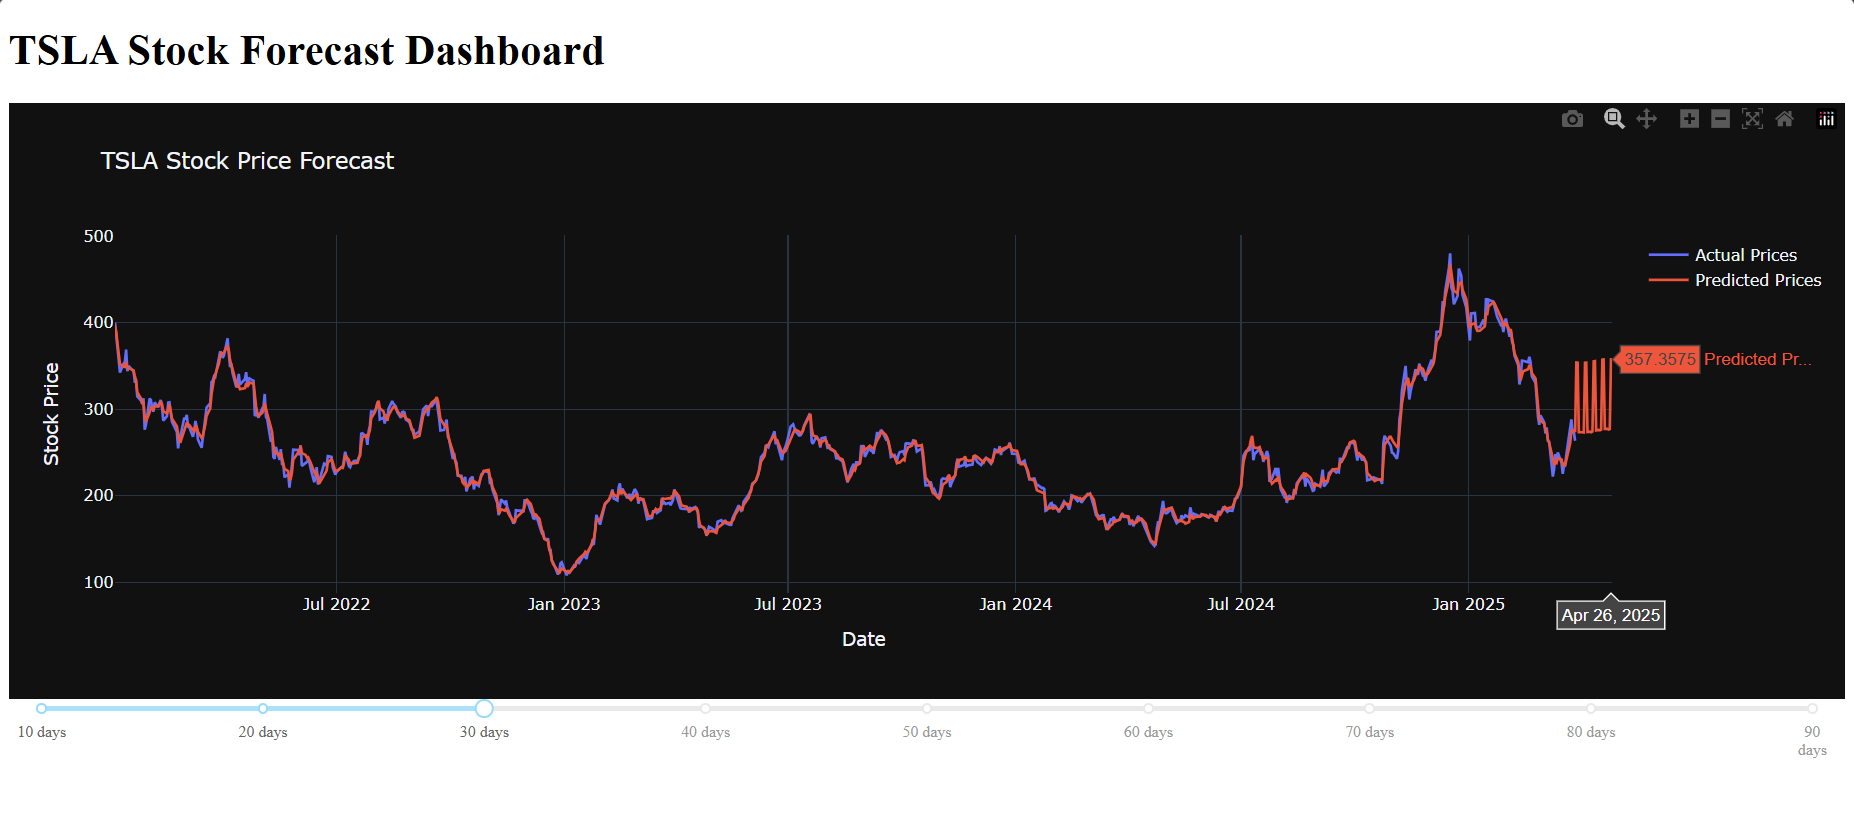 TSLA Stock Forecast Dashboard
TSLA Stock Price Forecast
500
400
300
200
100
Stock Price
Actual Prices
Predicted Prices
357.3575 Predicted Pr...
Jul 2022
Jan 2023
Jul 2023
Jan 2024
Jul 2024
Jan 2025
Apr 26, 2025
Date
10 days
20 days
30 days
40 days
50 days
60 days
70 days
80 days
90
days